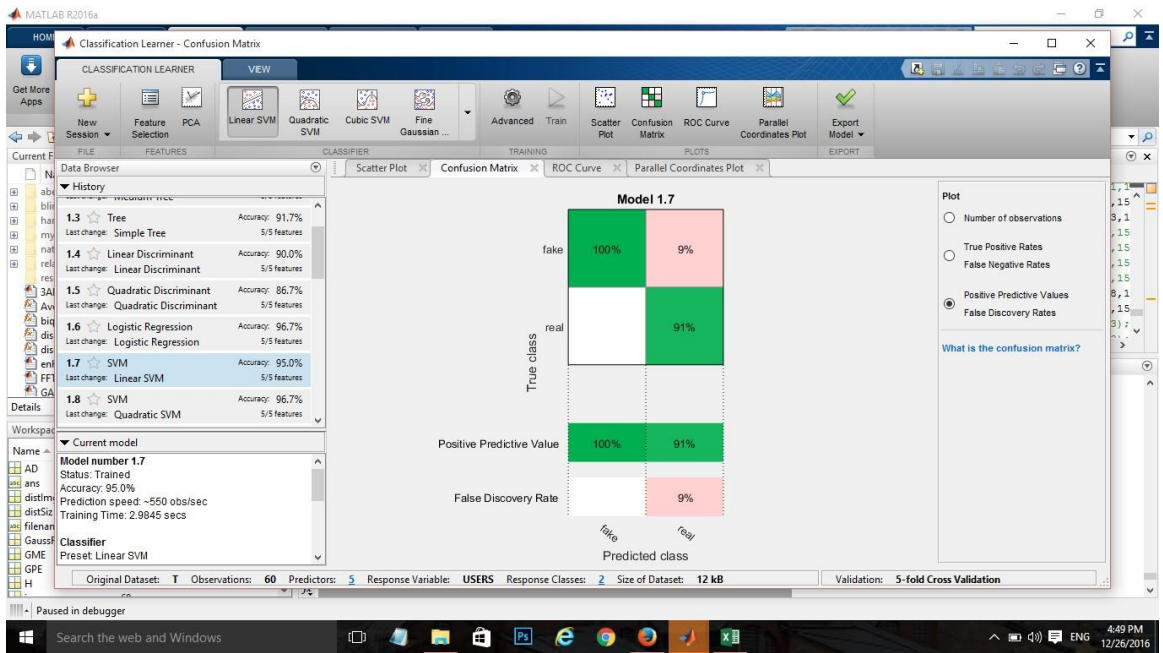 MATLAB R2016a
HOM
Classification Learner - Confusion Matrix
CLASSIFICATION LEARNER VIEW
Get More Apps
New Session
Feature Selection
PCA
Linear SVM
Quadratic SVM
Cubic SVM
Fine Gaussian ...
Advanced
Train
Scatter Plot
Confusion Matrix
ROC Curve
Parallel Coordinates Plot
Export Model
FILE FEATURES CLASSIFIER TRAINING PLOTS EXPORT
Current F
Data Browser
Scatter Plot Confusion Matrix ROC Curve Parallel Coordinates Plot
History
1.3 Tree Accuracy: 91.7%
Last change: Simple Tree 5/5 features
1.4 Linear Discriminant Accuracy: 90.0%
Last change: Linear Discriminant 5/5 features
1.5 Quadratic Discriminant Accuracy: 86.7%
Last change: Quadratic Discriminant 5/5 features
1.6 Logistic Regression Accuracy: 96.7%
Last change: Logistic Regression 5/5 features
1.7 SVM Accuracy: 95.0%
Last change: Linear SVM 5/5 features
1.8 SVM Accuracy: 96.7%
Last change: Quadratic SVM 5/5 features
Current model
Model number 1.7
Status: Trained
Accuracy: 95.0%
Prediction speed: ~550 obs/sec
Training Time: 2.9845 secs
Classifier
Preset: Linear SVM
Details
Workspac
Name
AD
ans
distIm
distSiz
filenan
GME
GPE
H
Model 1.7
fake 100% 9%
real 91%
True class
Positive Predictive Value 100% 91%
False Discovery Rate 9%
fake real
Predicted class
Plot
Number of observations
True Positive Rates
False Negative Rates
Positive Predictive Values
False Discovery Rates
What is the confusion matrix?
Original Dataset: T Observations: 60 Predictors: 5 Response Variable: USERS Response Classes: 2 Size of Dataset: 12 kB Validation: 5-fold Cross Validation
Paused in debugger
Search the web and Windows
ENG
4:49 PM
12/26/2016